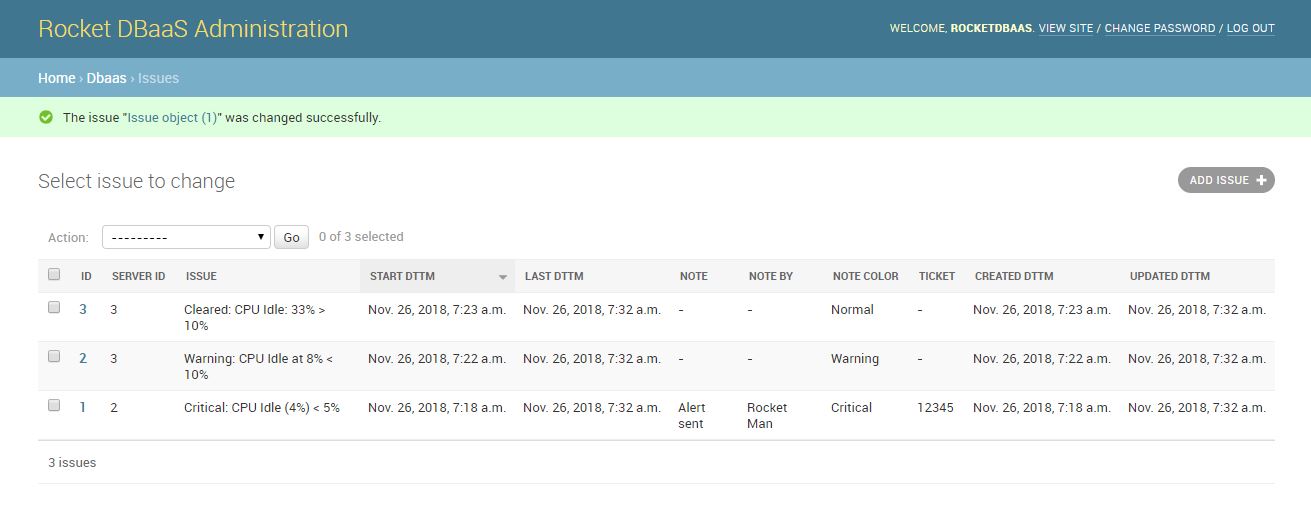 Rocket DBaaS Administration
WELCOME, ROCKETDBAAS. VIEW SITE / CHANGE PASSWORD / LOG OUT
Home › Dbaas › Issues
The issue "Issue object (1)" was changed successfully.
Select issue to change
ADD ISSUE +
Action: --------- Go 0 of 3 selected
ID SERVER ID ISSUE START DTTM LAST DTTM NOTE NOTE BY NOTE COLOR TICKET CREATED DTTM UPDATED DTTM
3 3 Cleared: CPU Idle: 33% > Nov. 26, 2018, 7:23 a.m. Nov. 26, 2018, 7:32 a.m. - - Normal - Nov. 26, 2018, 7:23 a.m. Nov. 26, 2018, 7:32 a.m.
10%
2 3 Warning: CPU Idle at 8% < Nov. 26, 2018, 7:22 a.m. Nov. 26, 2018, 7:32 a.m. - - Warning - Nov. 26, 2018, 7:22 a.m. Nov. 26, 2018, 7:32 a.m.
10%
1 2 Critical: CPU Idle (4%) < 5% Nov. 26, 2018, 7:18 a.m. Nov. 26, 2018, 7:32 a.m. Alert Rocket Critical 12345 Nov. 26, 2018, 7:18 a.m. Nov. 26, 2018, 7:32 a.m.
sent Man
3 issues